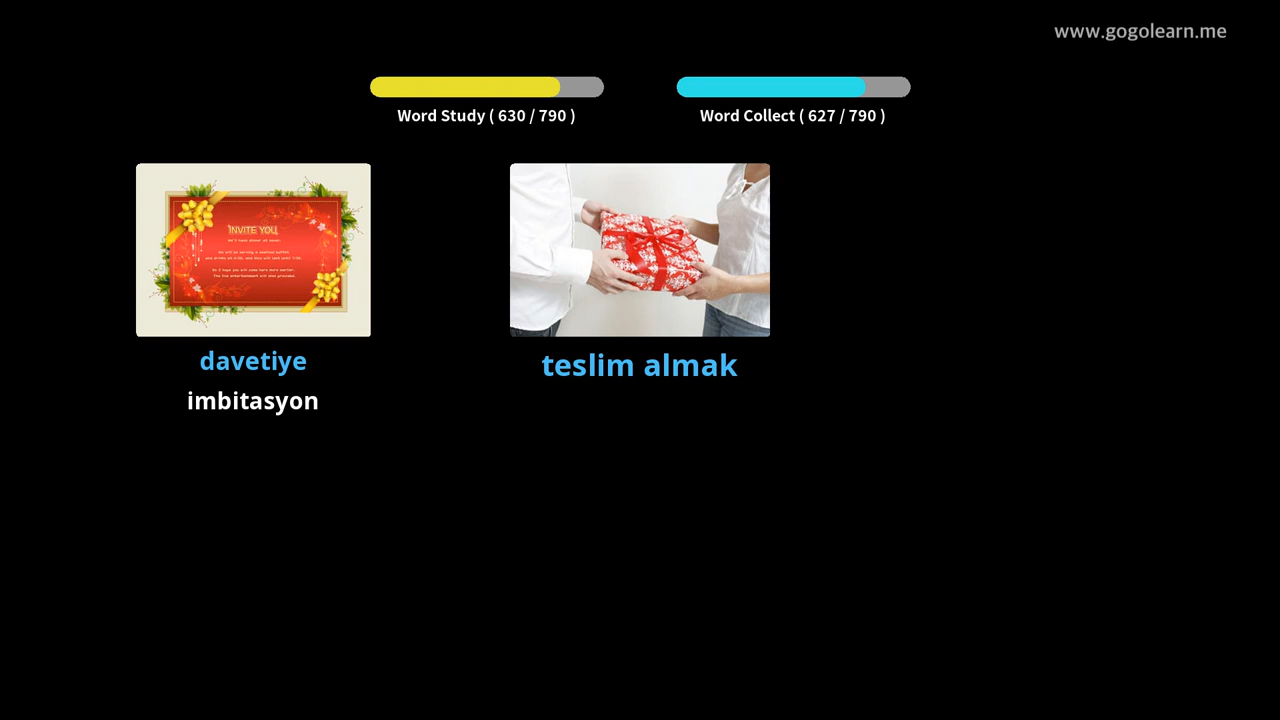 www.gogolearn.me
Word Study ( 630 / 790 )
Word Collect ( 627 / 790 )
INVITE YOU
davetiye
imbitasyon
teslim almak